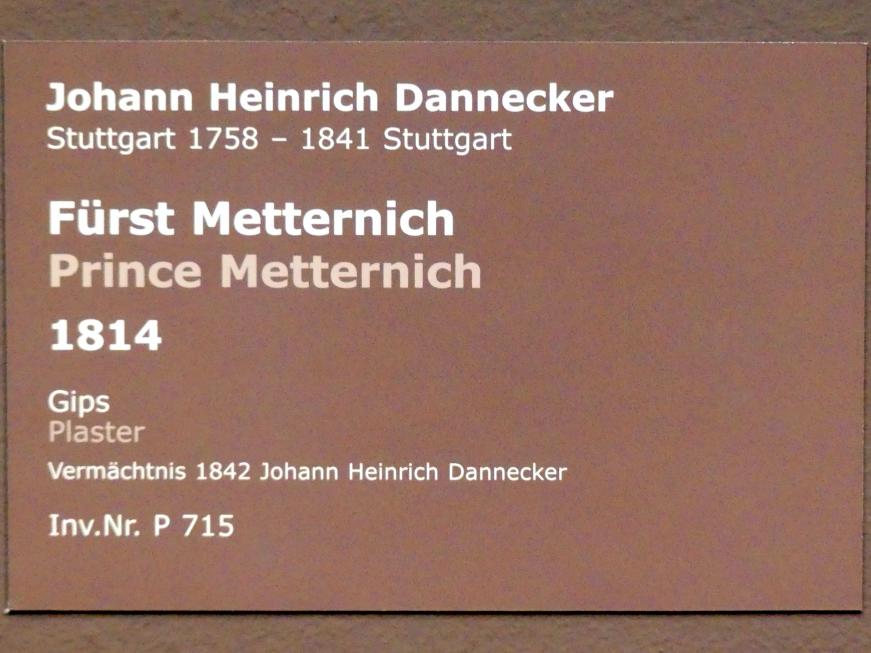 Johann Heinrich Dannecker
Stuttgart 1758 – 1841 Stuttgart
Fürst Metternich
Prince Metternich
1814
Gips
Plaster
Vermächtnis 1842 Johann Heinrich Dannecker
Inv.Nr. P 715